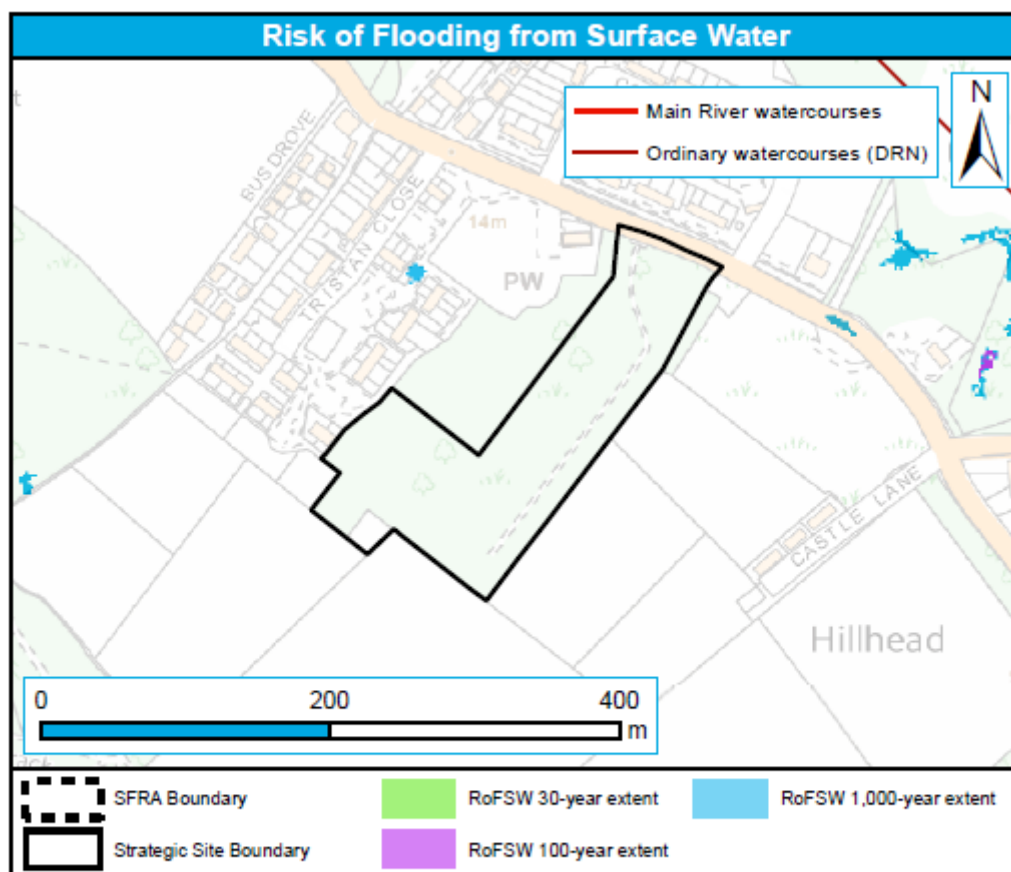 Risk of Flooding from Surface Water
Main River watercourses
Ordinary watercourses (DRN)
N
BUSDROVE
TRISTAN CLOSE
14m
PW
CASTLE LANE
Hillhead
0 200 400
m
SFRA Boundary
RoFSW 30-year extent
RoFSW 1,000-year extent
Strategic Site Boundary
RoFSW 100-year extent